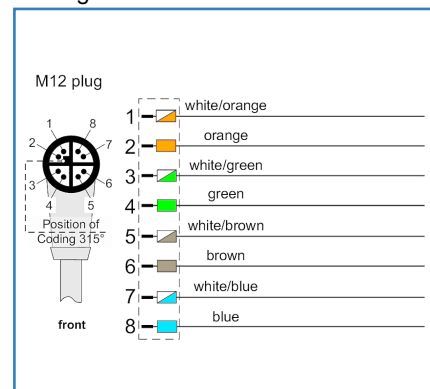 M12 plug
1
8
2
7
3
6
4
5
Position of
Coding 315°
front
1 white/orange
2 orange
3 white/green
4 green
5 white/brown
6 brown
7 white/blue
8 blue